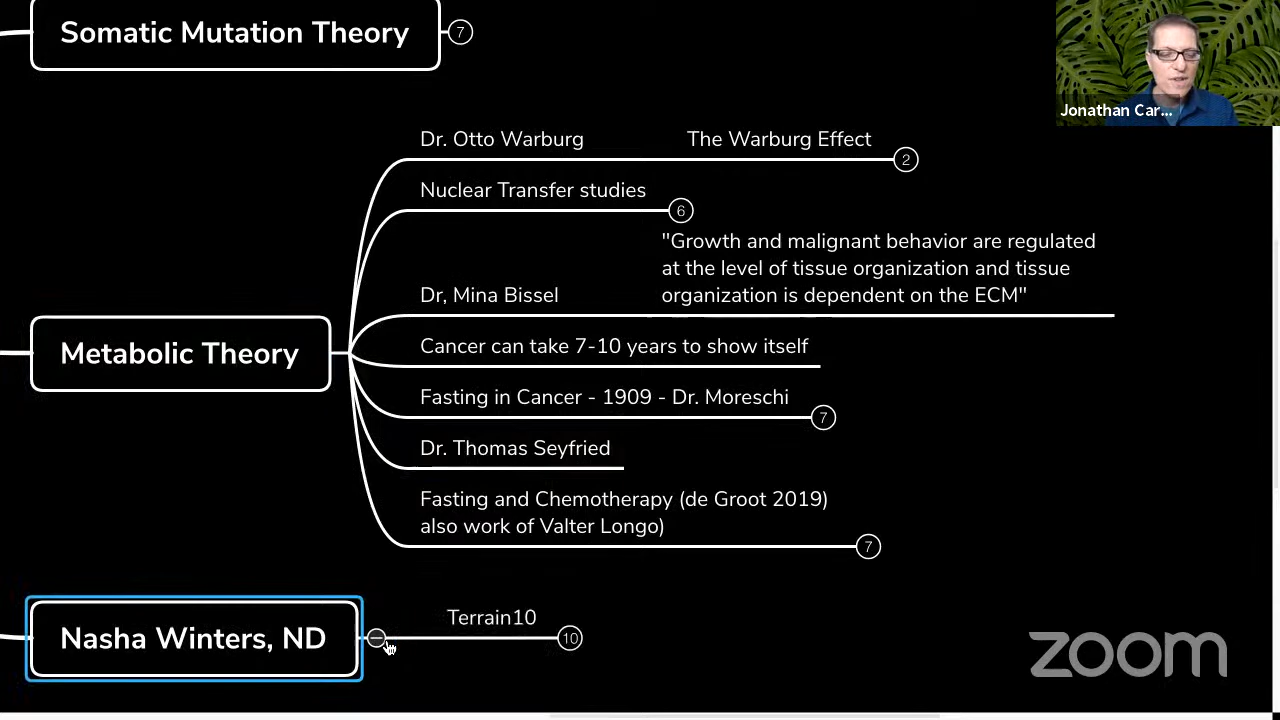 Somatic Mutation Theory
7
Jonathan Car...
Dr. Otto Warburg
The Warburg Effect
2
Nuclear Transfer studies
6
"Growth and malignant behavior are regulated
at the level of tissue organization and tissue
organization is dependent on the ECM"
Dr, Mina Bissel
Metabolic Theory
Cancer can take 7-10 years to show itself
Fasting in Cancer - 1909 - Dr. Moreschi
7
Dr. Thomas Seyfried
Fasting and Chemotherapy (de Groot 2019)
also work of Valter Longo)
7
Nasha Winters, ND
Terrain10
10
zoom